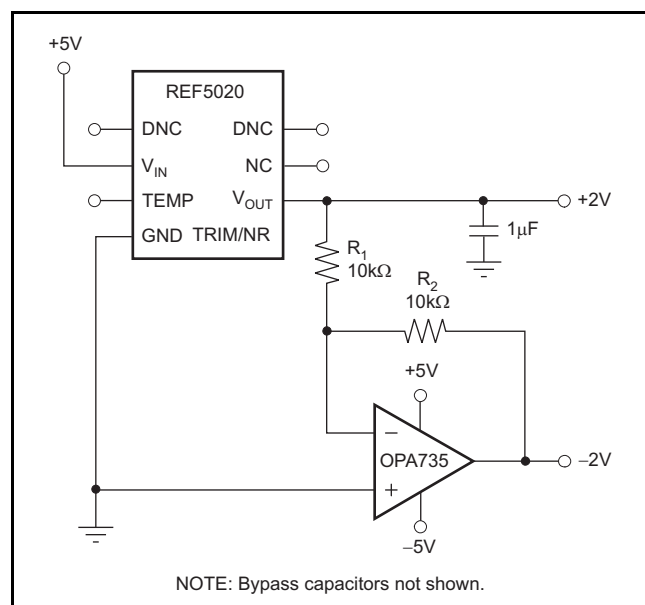 +5V
REF5020
DNC DNC
V_IN NC
TEMP V_OUT
GND TRIM/NR
+2V
1μF
R_1
10kΩ
R_2
10kΩ
+5V
−
OPA735
+
−2V
−5V
NOTE: Bypass capacitors not shown.